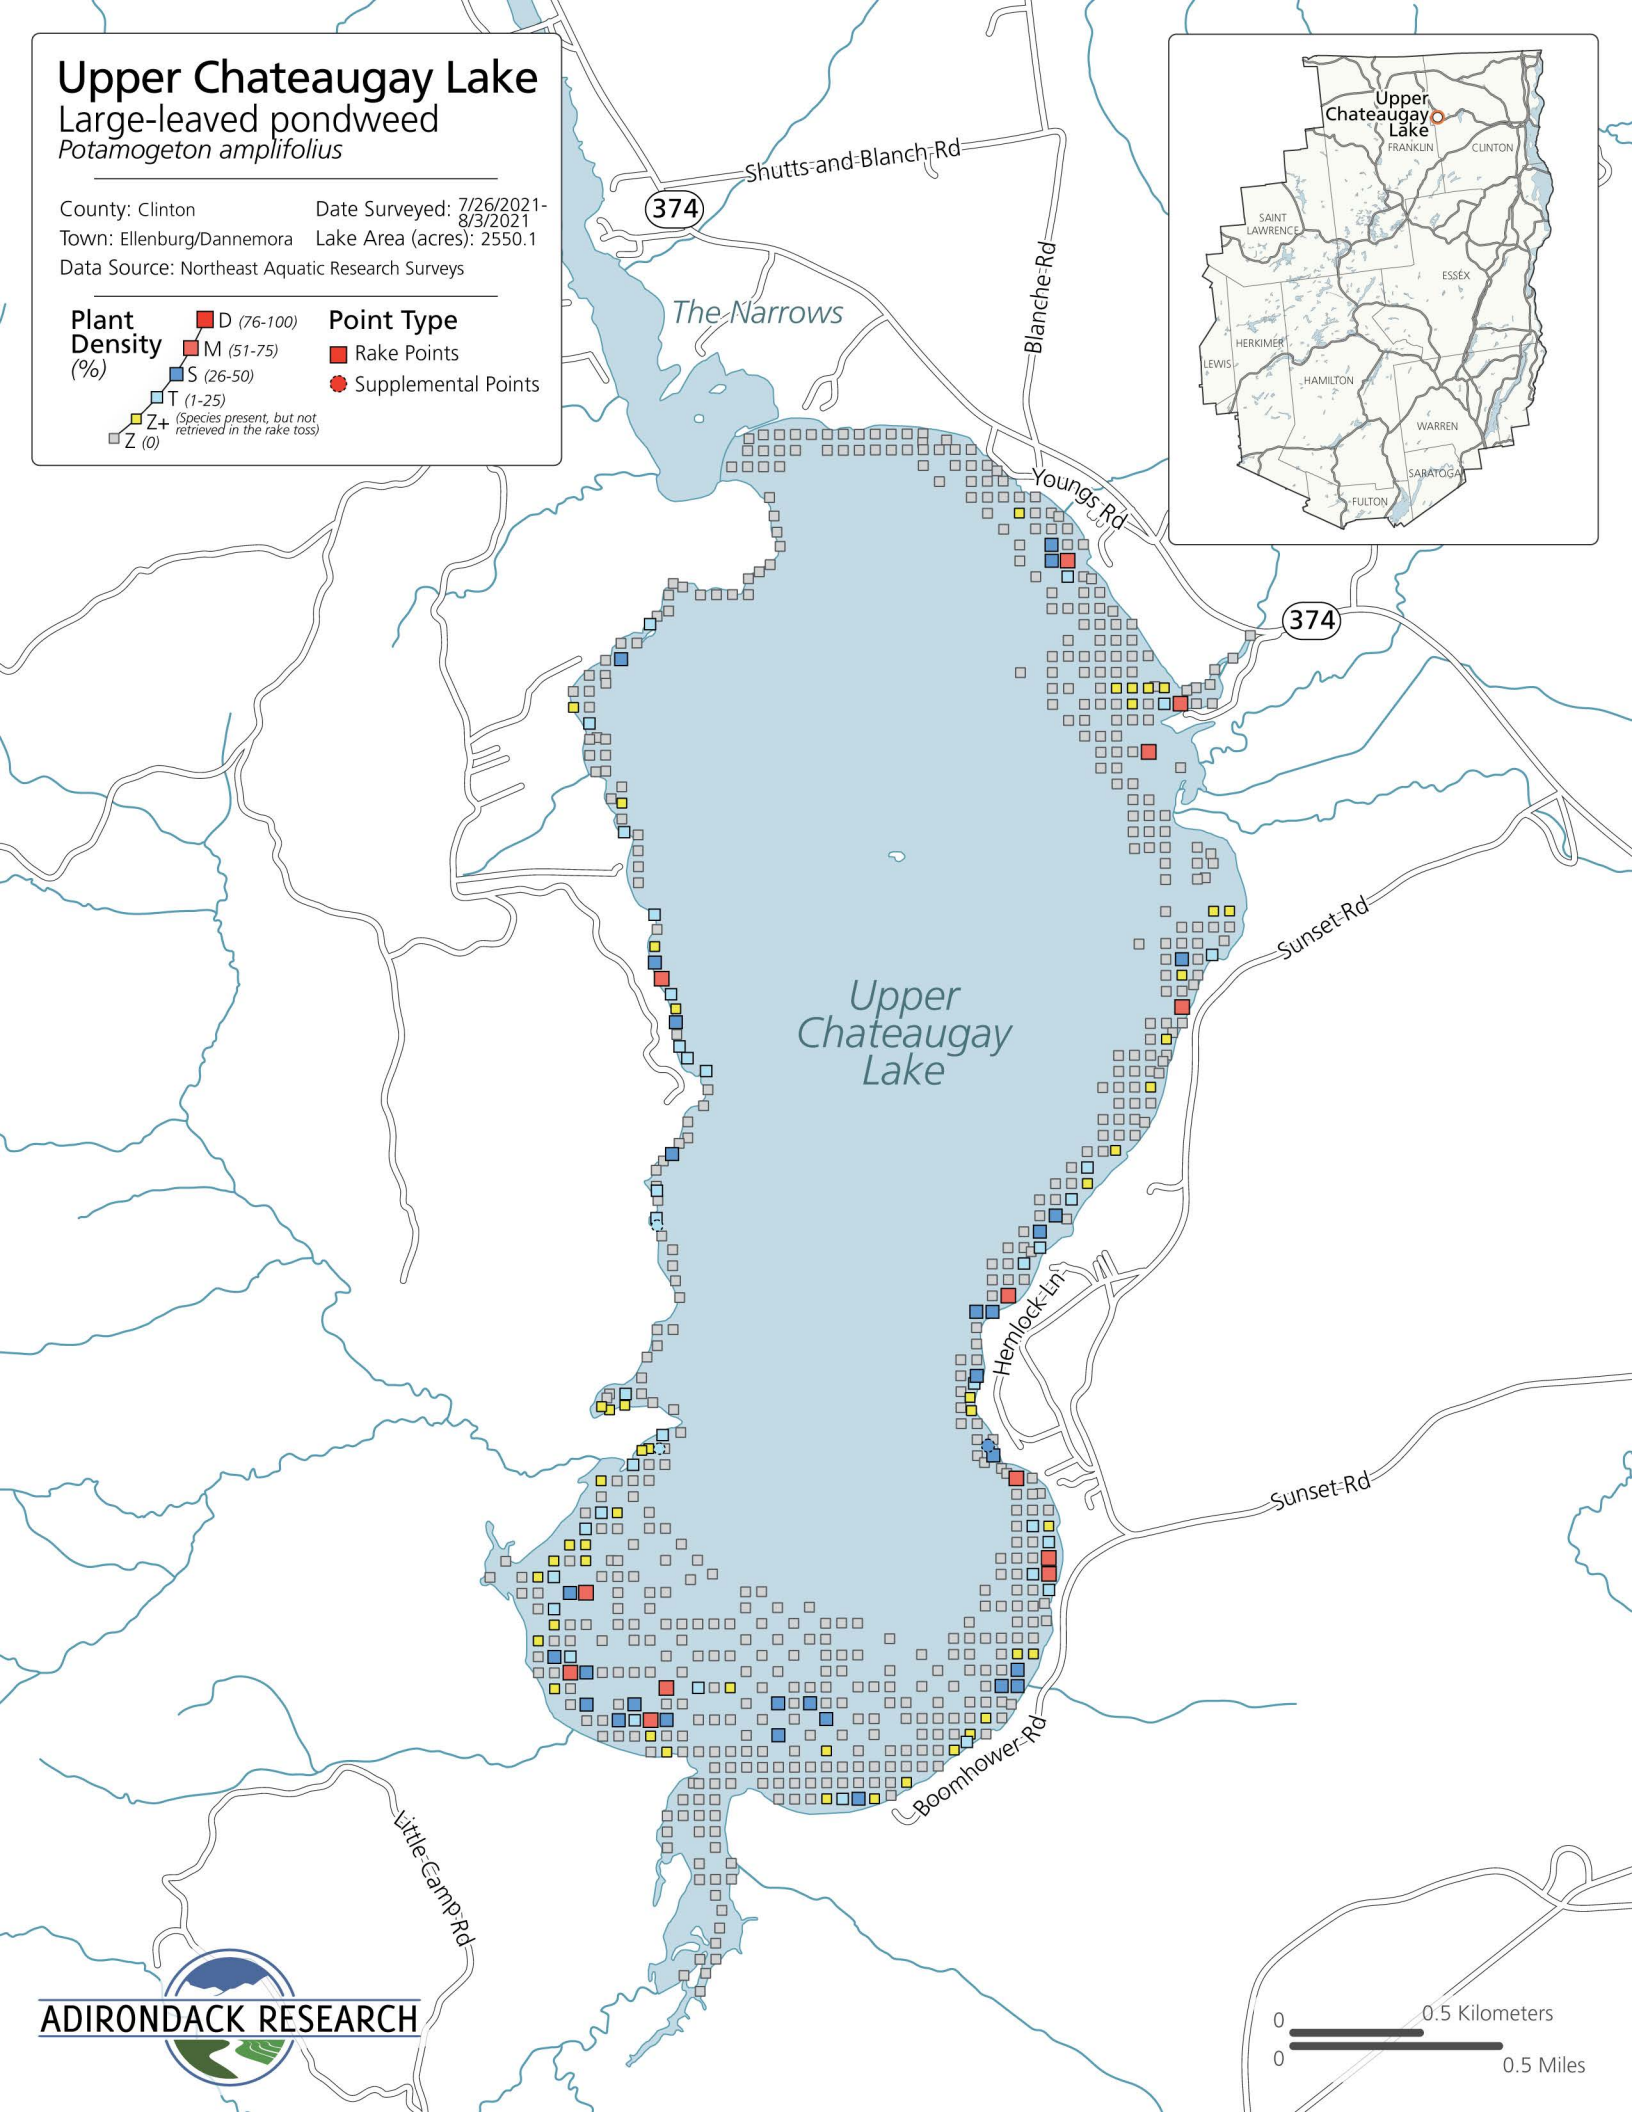 Upper Chateaugay Lake
Large-leaved pondweed
Potamogeton amplifolius
County: Clinton
Date Surveyed: 7/26/2021-
8/3/2021
Town: Ellenburg/Dannemora
Lake Area (acres): 2550.1
Data Source: Northeast Aquatic Research Surveys
Plant
Density
(%)
D (76-100)
M (51-75)
S (26-50)
T (1-25)
Z+ (Species present, but not
retrieved in the rake toss)
Z (0)
Point Type
Rake Points
Supplemental Points
Upper
Chateaugay
Lake
FRANKLIN
CLINTON
SAINT
LAWRENCE
ESSEX
HERKIMER
LEWIS
HAMILTON
WARREN
SARATOGA
FULTON
Shutts-and-Blanch-Rd
374
The Narrows
Blanche-Rd
Youngs Rd
374
Sunset-Rd
Upper
Chateaugay
Lake
Hemlock-Ln
Sunset-Rd
Boomhower-Rd
Little-Camp-Rd
ADIRONDACK RESEARCH
0
0.5 Kilometers
0
0.5 Miles